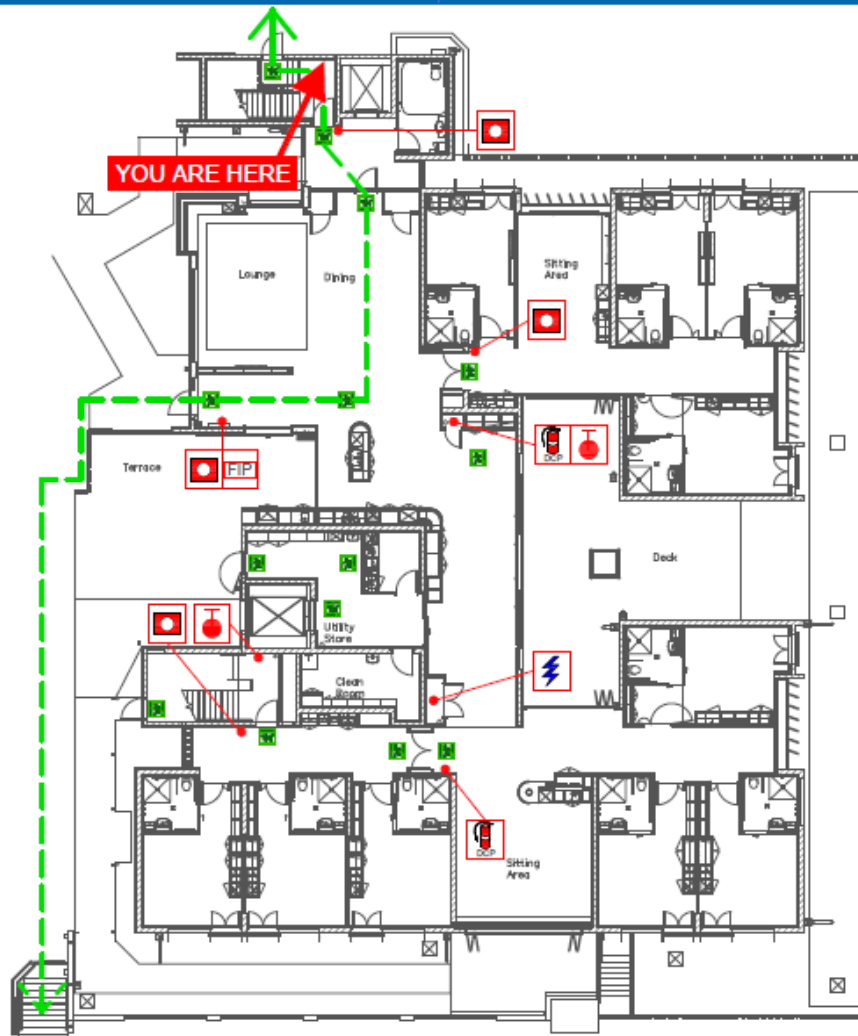 YOU ARE HERE
Lounge
Dining
Sitting
Area
Terrace
FIP
DCP
Deck
Utility
Store
Clean
Room
DCP
Sitting
Area